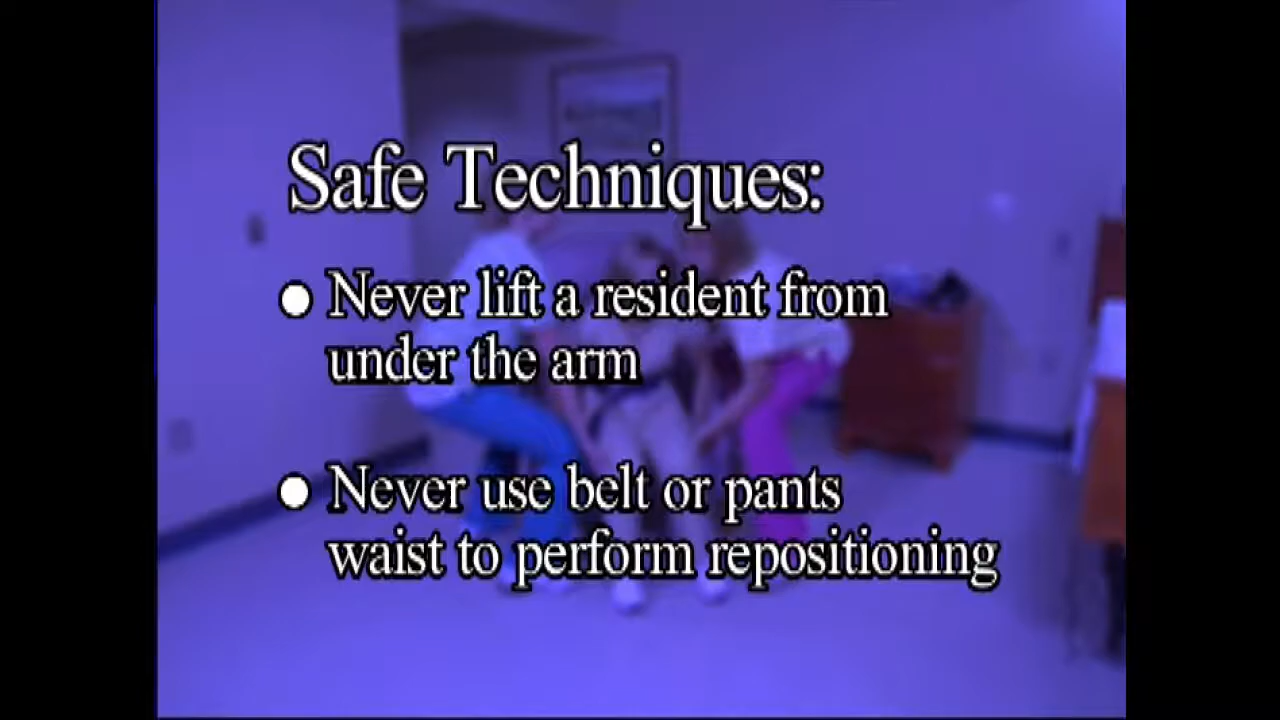 Safe Techniques:
● Never lift a resident from
under the arm
● Never use belt or pants
waist to perform repositioning